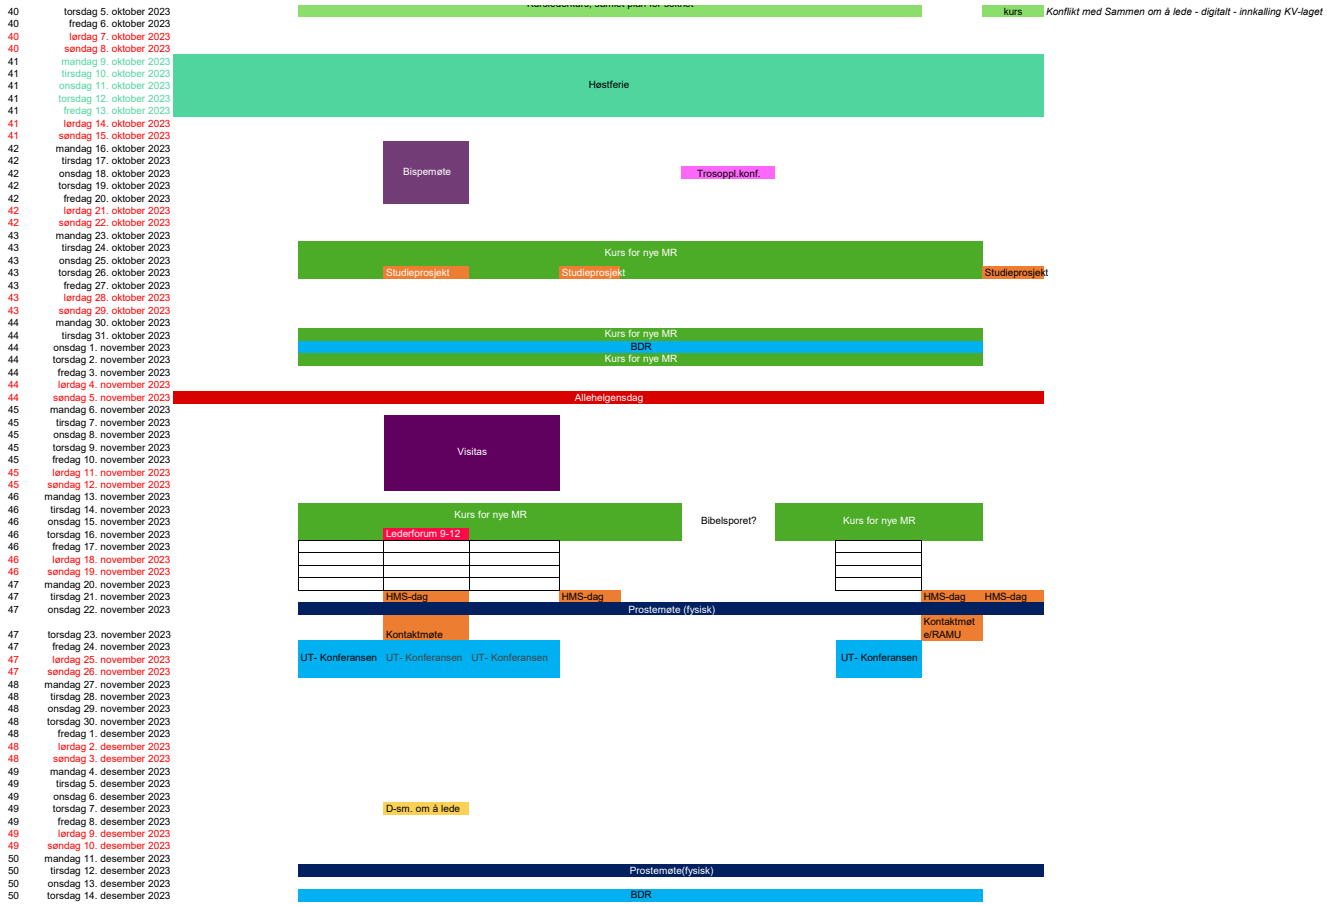 40 torsdag 5. oktober 2023 kurs Konflikt med Sammen om å lede - digitalt - innkalling KV-laget
40 fredag 6. oktober 2023
40 lørdag 7. oktober 2023
40 søndag 8. oktober 2023
41 mandag 9. oktober 2023
41 tirsdag 10. oktober 2023
41 onsdag 11. oktober 2023 Høstferie
41 torsdag 12. oktober 2023
41 fredag 13. oktober 2023
41 lørdag 14. oktober 2023
41 søndag 15. oktober 2023
42 mandag 16. oktober 2023
42 tirsdag 17. oktober 2023
42 onsdag 18. oktober 2023 Bispemøte Trosoppl.konf.
42 torsdag 19. oktober 2023
42 fredag 20. oktober 2023
42 lørdag 21. oktober 2023
42 søndag 22. oktober 2023
43 mandag 23. oktober 2023
43 tirsdag 24. oktober 2023 Kurs for nye MR
43 onsdag 25. oktober 2023
43 torsdag 26. oktober 2023 Studieprosjekt Studieprosjekt Studieprosjekt
43 fredag 27. oktober 2023
43 lørdag 28. oktober 2023
43 søndag 29. oktober 2023
44 mandag 30. oktober 2023
44 tirsdag 31. oktober 2023 Kurs for nye MR
44 onsdag 1. november 2023 BDR
44 torsdag 2. november 2023 Kurs for nye MR
44 fredag 3. november 2023
44 lørdag 4. november 2023
44 søndag 5. november 2023 Allehelgensdag
45 mandag 6. november 2023
45 tirsdag 7. november 2023
45 onsdag 8. november 2023
45 torsdag 9. november 2023 Visitas
45 fredag 10. november 2023
45 lørdag 11. november 2023
45 søndag 12. november 2023
46 mandag 13. november 2023
46 tirsdag 14. november 2023 Kurs for nye MR
46 onsdag 15. november 2023 Bibelsporet? Kurs for nye MR
46 torsdag 16. november 2023 Lederforum 9-12
46 fredag 17. november 2023
46 lørdag 18. november 2023
46 søndag 19. november 2023
47 mandag 20. november 2023
47 tirsdag 21. november 2023 HMS-dag HMS-dag HMS-dag HMS-dag
47 onsdag 22. november 2023 Prostemøte (fysisk)
Kontaktmøt
47 torsdag 23. november 2023 Kontaktmøte e/RAMU
47 fredag 24. november 2023
47 lørdag 25. november 2023 UT- Konferansen UT- Konferansen UT- Konferansen UT- Konferansen
47 søndag 26. november 2023
48 mandag 27. november 2023
48 tirsdag 28. november 2023
48 onsdag 29. november 2023
48 torsdag 30. november 2023
48 fredag 1. desember 2023
48 lørdag 2. desember 2023
48 søndag 3. desember 2023
49 mandag 4. desember 2023
49 tirsdag 5. desember 2023
49 onsdag 6. desember 2023
49 torsdag 7. desember 2023 D-sm. om å lede
49 fredag 8. desember 2023
49 lørdag 9. desember 2023
49 søndag 10. desember 2023
50 mandag 11. desember 2023
50 tirsdag 12. desember 2023 Prostemøte(fysisk)
50 onsdag 13. desember 2023
50 torsdag 14. desember 2023 BDR